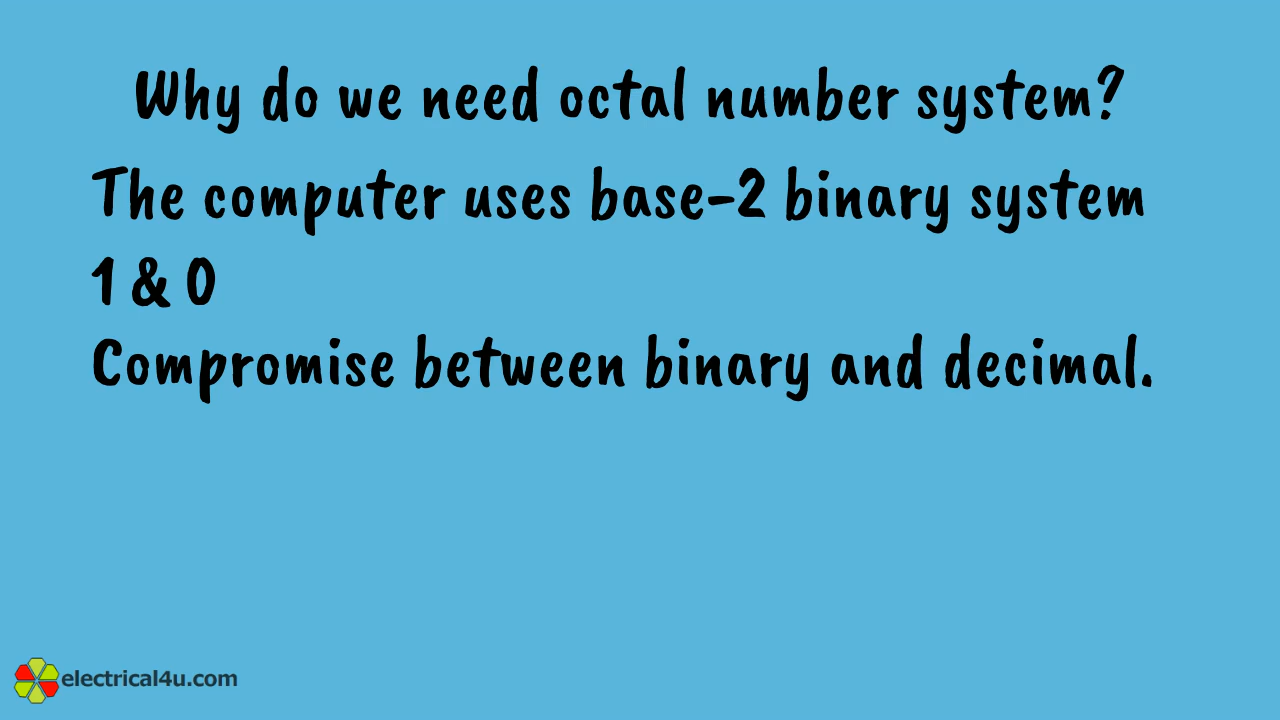 Why do we need octal number system?
The computer uses base-2 binary system
1 & 0
Compromise between binary and decimal.
electrical4u.com